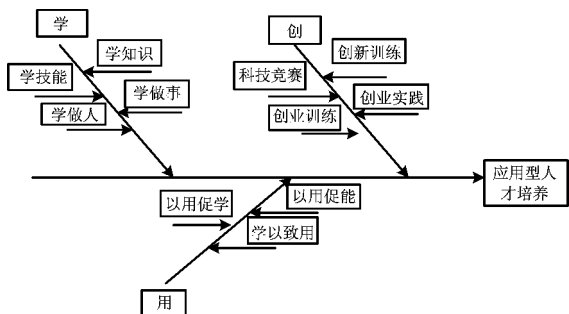 学
创
学知识
创新训练
学技能
科技竞赛
学做事
创业实践
学做人
创业训练
应用型人
才培养
以用促学
以用促能
学以致用
用